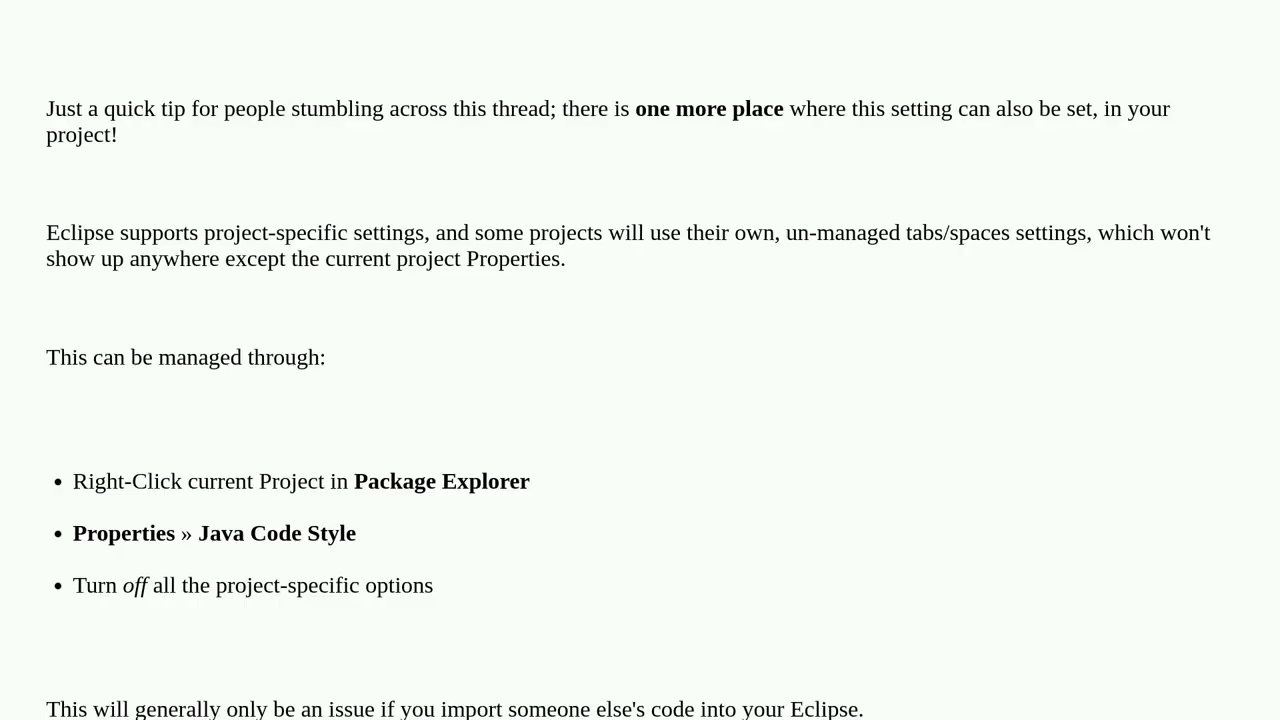 Just a quick tip for people stumbling across this thread; there is one more place where this setting can also be set, in your
project!
Eclipse supports project-specific settings, and some projects will use their own, un-managed tabs/spaces settings, which won't
show up anywhere except the current project Properties.
This can be managed through:
• Right-Click current Project in Package Explorer
• Properties » Java Code Style
• Turn off all the project-specific options
This will generally only be an issue if you import someone else's code into your Eclipse.